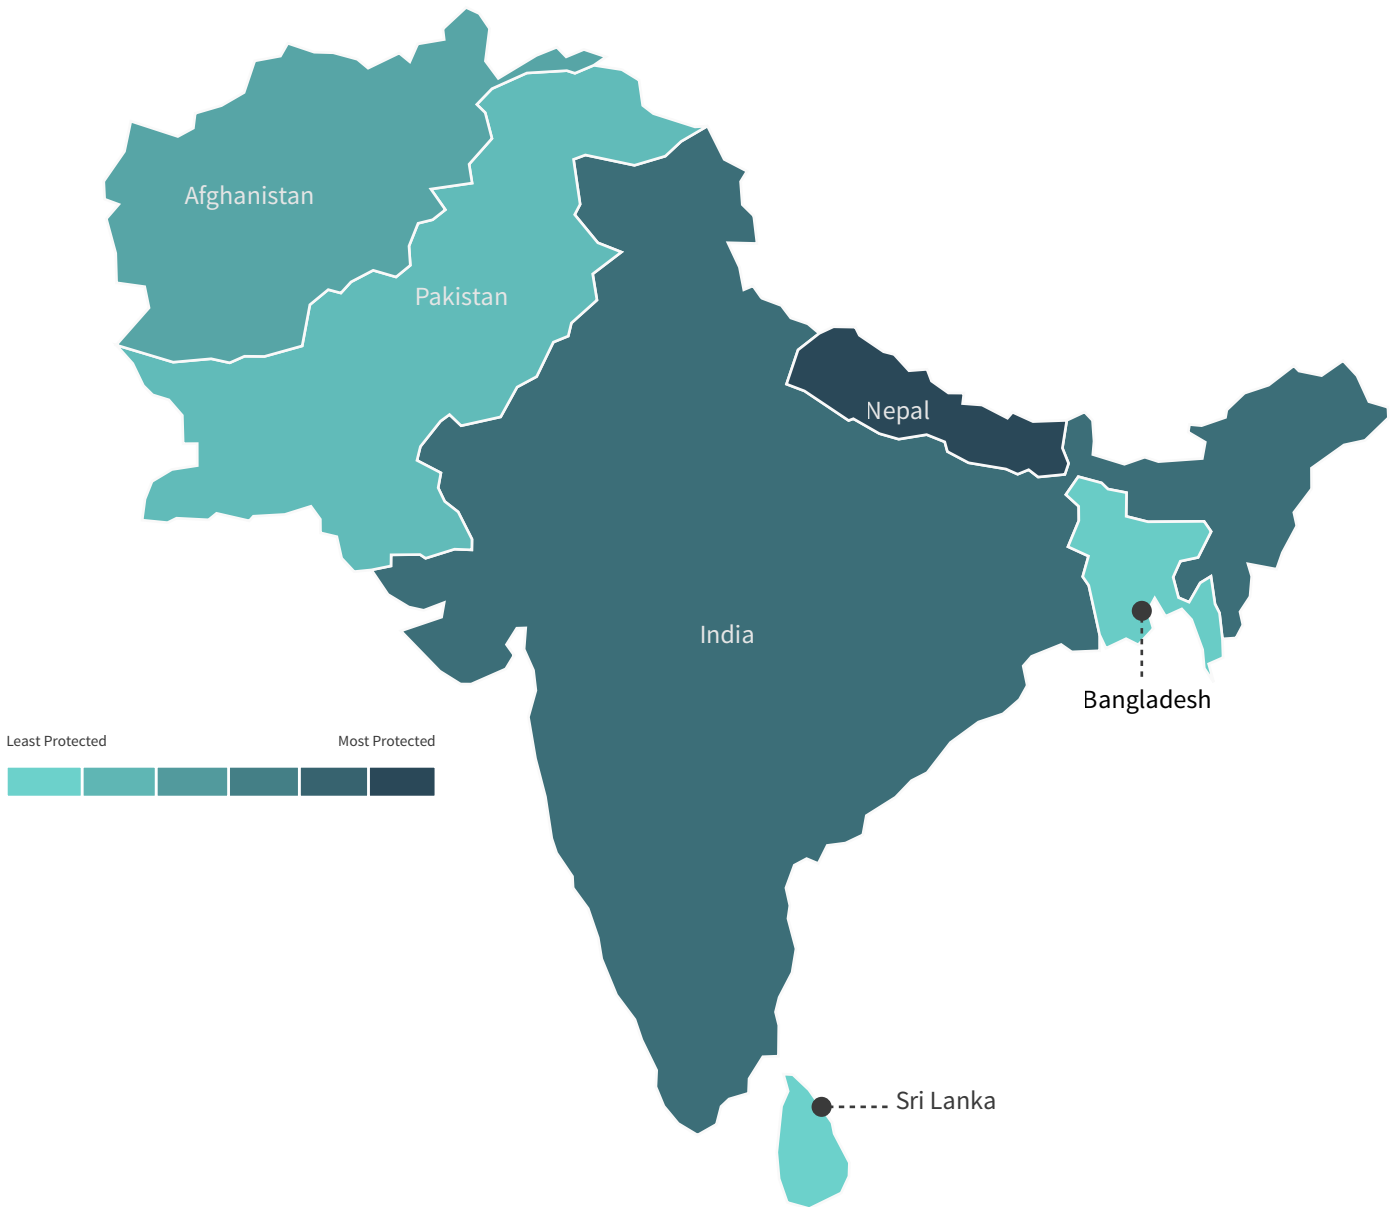 Afghanistan
Pakistan
Nepal
India
Bangladesh
Least Protected
Most Protected
Sri Lanka